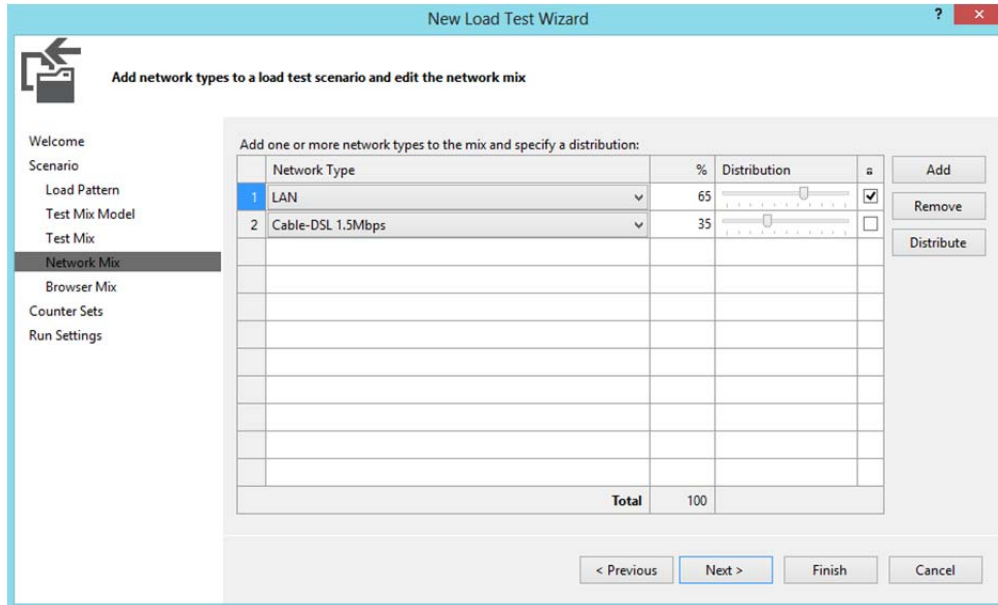 New Load Test Wizard
?
Add network types to a load test scenario and edit the network mix
Welcome
Scenario
Load Pattern
Test Mix Model
Test Mix
Network Mix
Browser Mix
Counter Sets
Run Settings
Add one or more network types to the mix and specify a distribution:
Network Type % Distribution
1 LAN 65
2 Cable-DSL 1.5Mbps 35
Total 100
Add
Remove
Distribute
< Previous Next > Finish Cancel